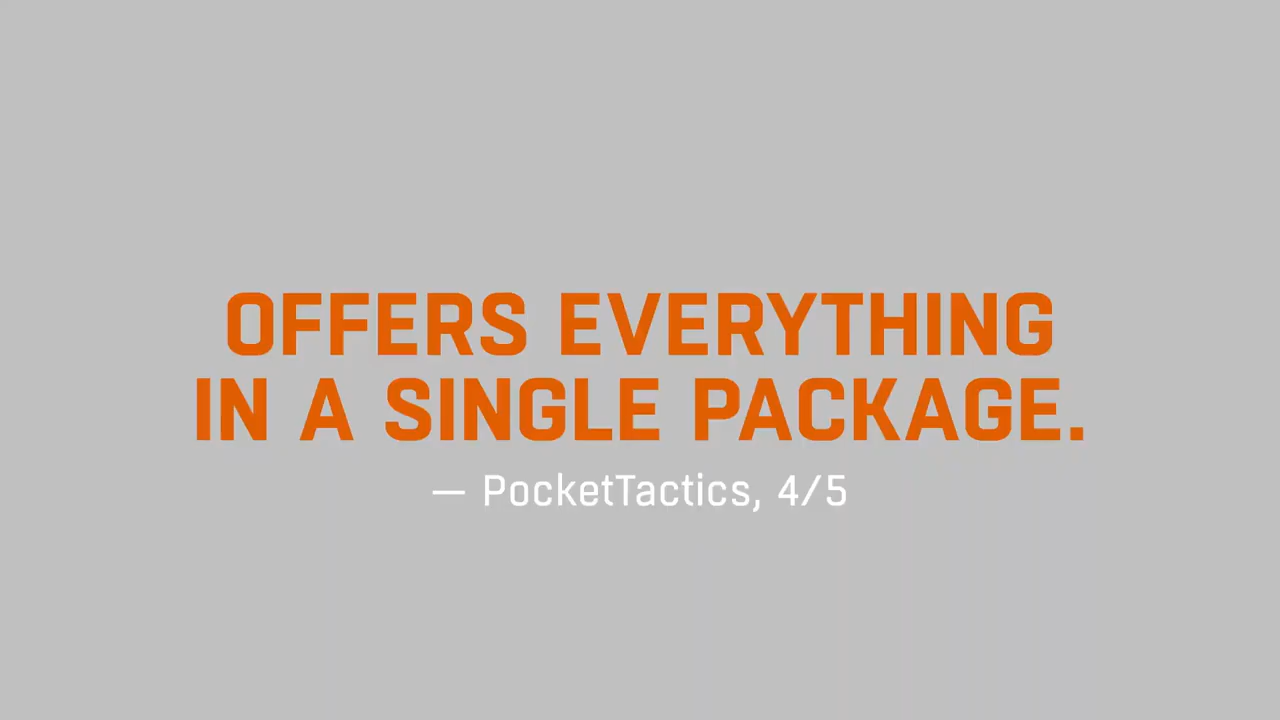 OFFERS EVERYTHING
IN A SINGLE PACKAGE.
— PocketTactics, 4/5